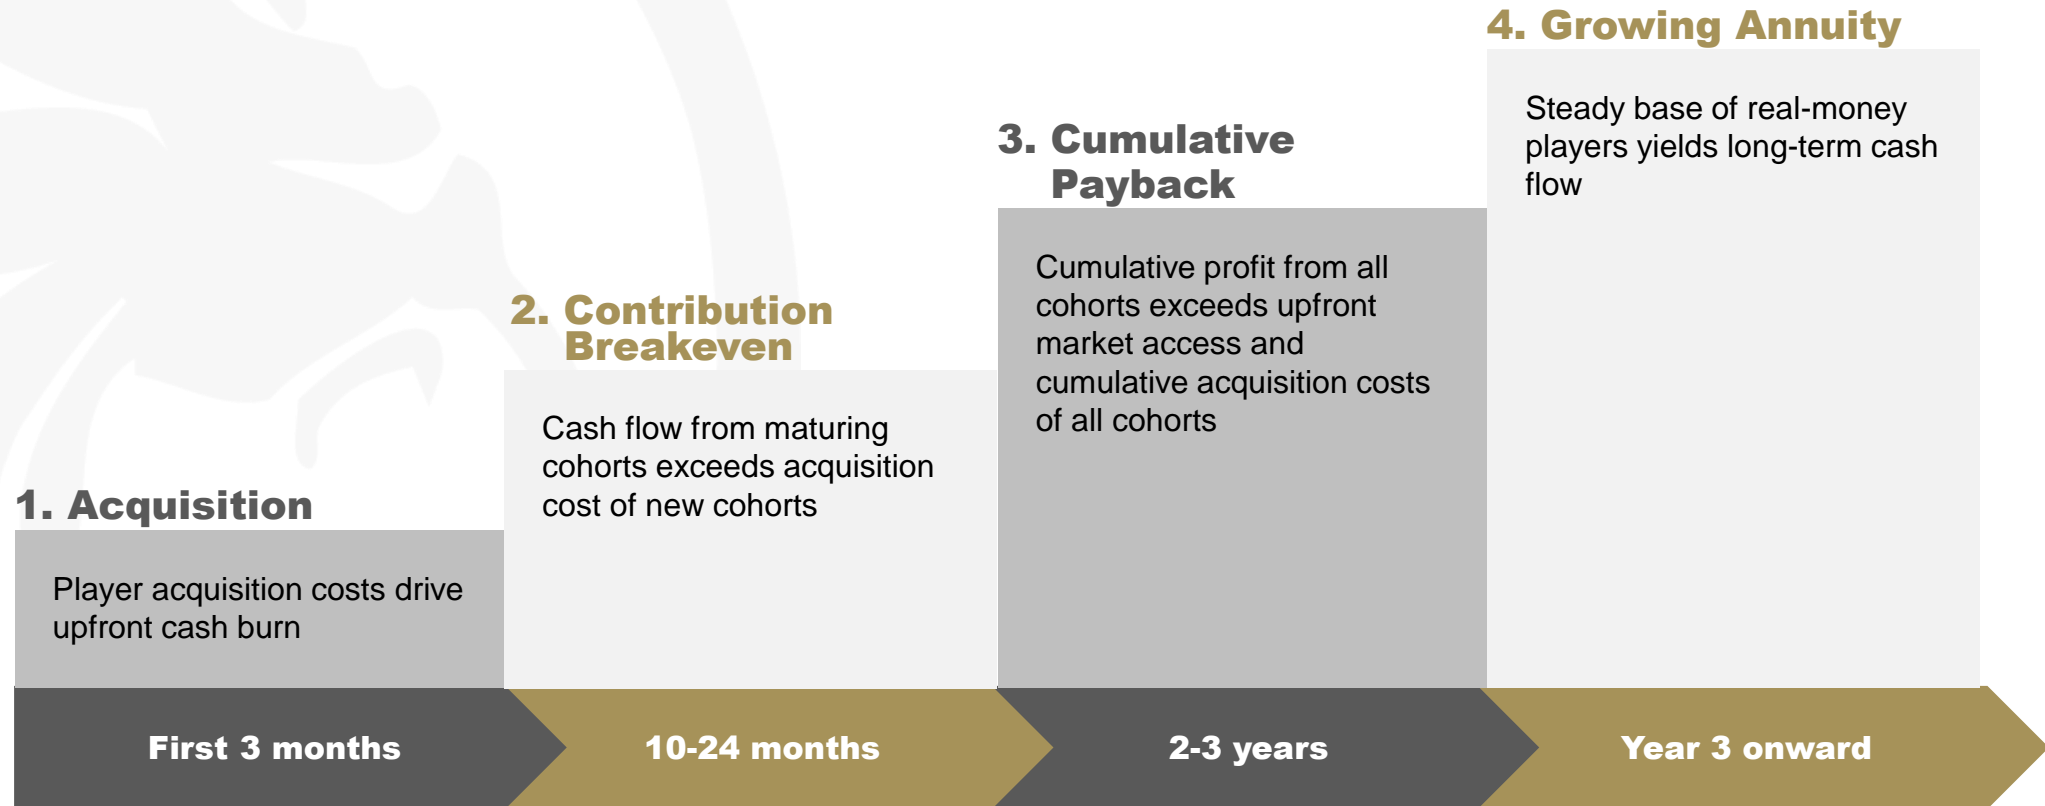 1. Acquisition
Player acquisition costs drive
upfront cash burn
First 3 months
2. Contribution
Breakeven
Cash flow from maturing
cohorts exceeds acquisition
cost of new cohorts
10-24 months
3. Cumulative
Payback
Cumulative profit from all
cohorts exceeds upfront
market access and
cumulative acquisition costs
of all cohorts
2-3 years
4. Growing Annuity
Steady base of real-money
players yields long-term cash
flow
Year 3 onward